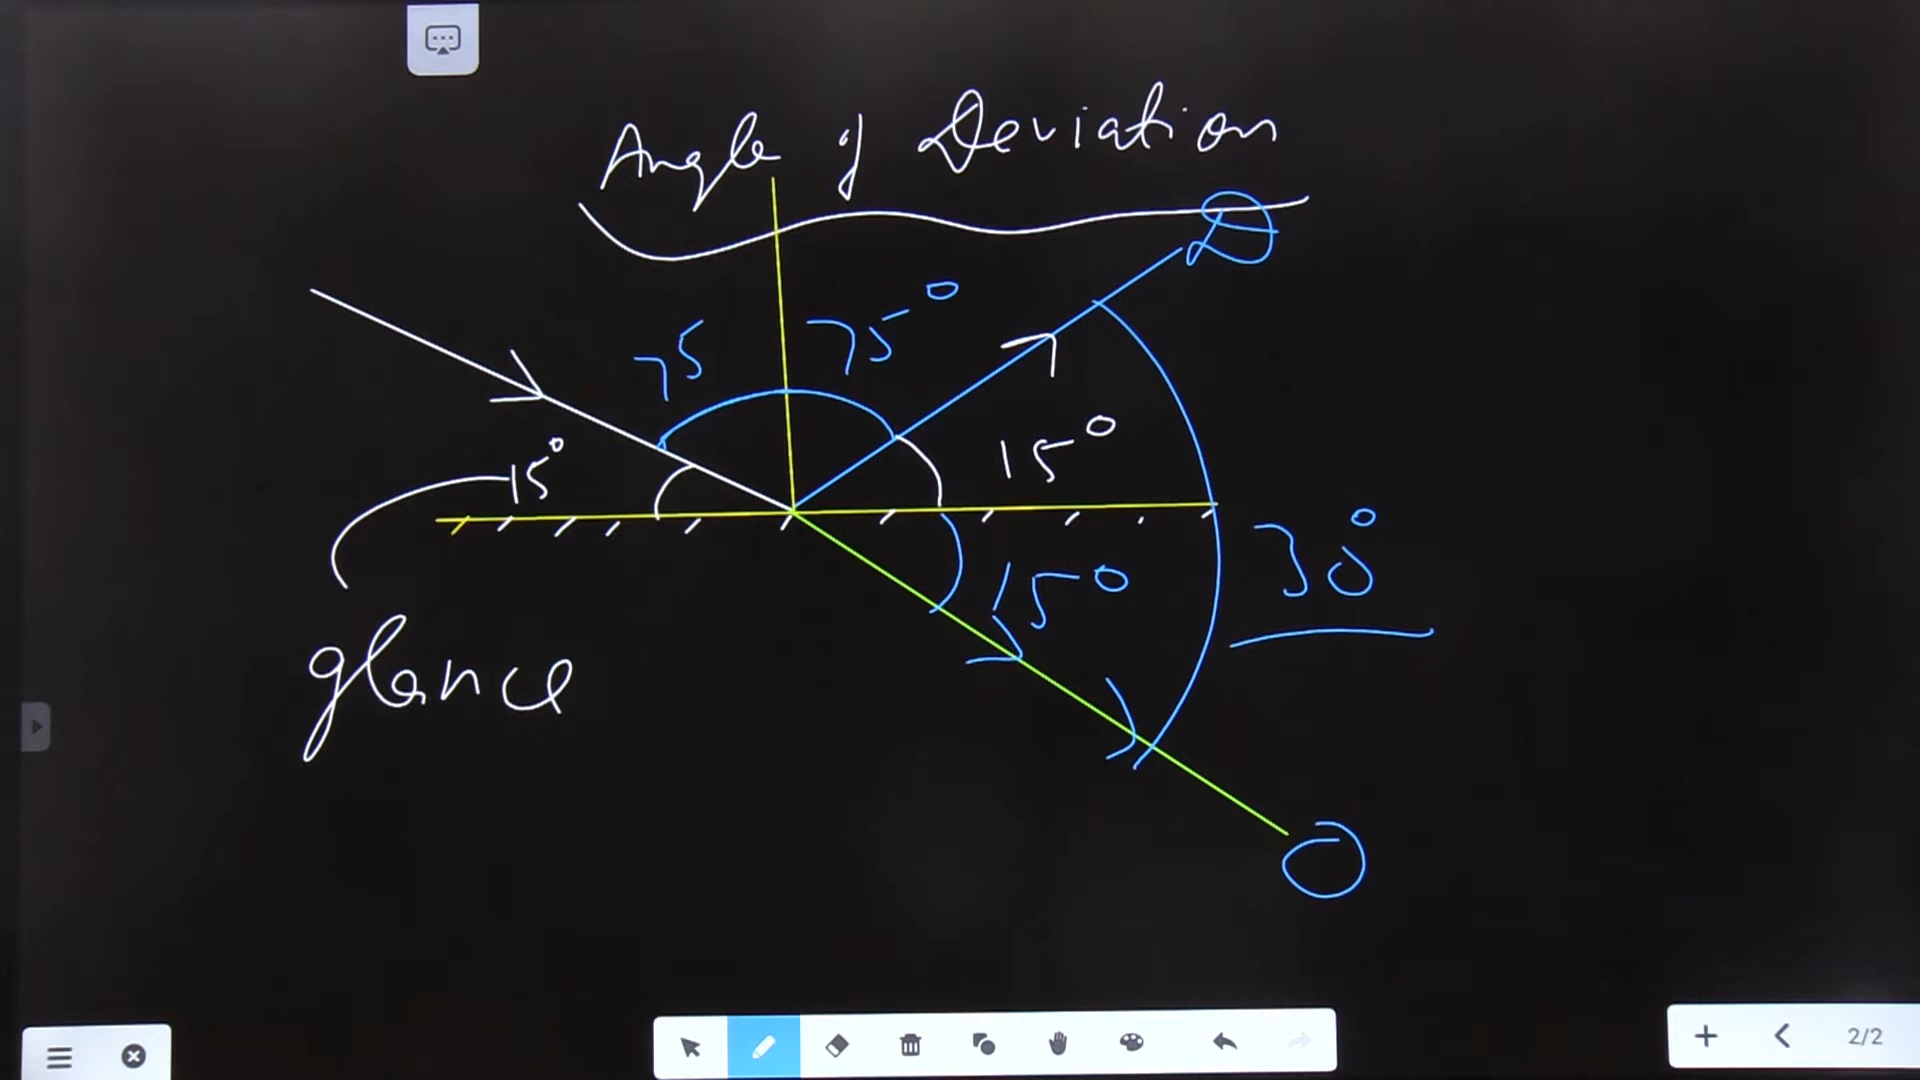 Angle of Deviation
D
75 75°
15° 15°
15° 30°
glance
O
2/2